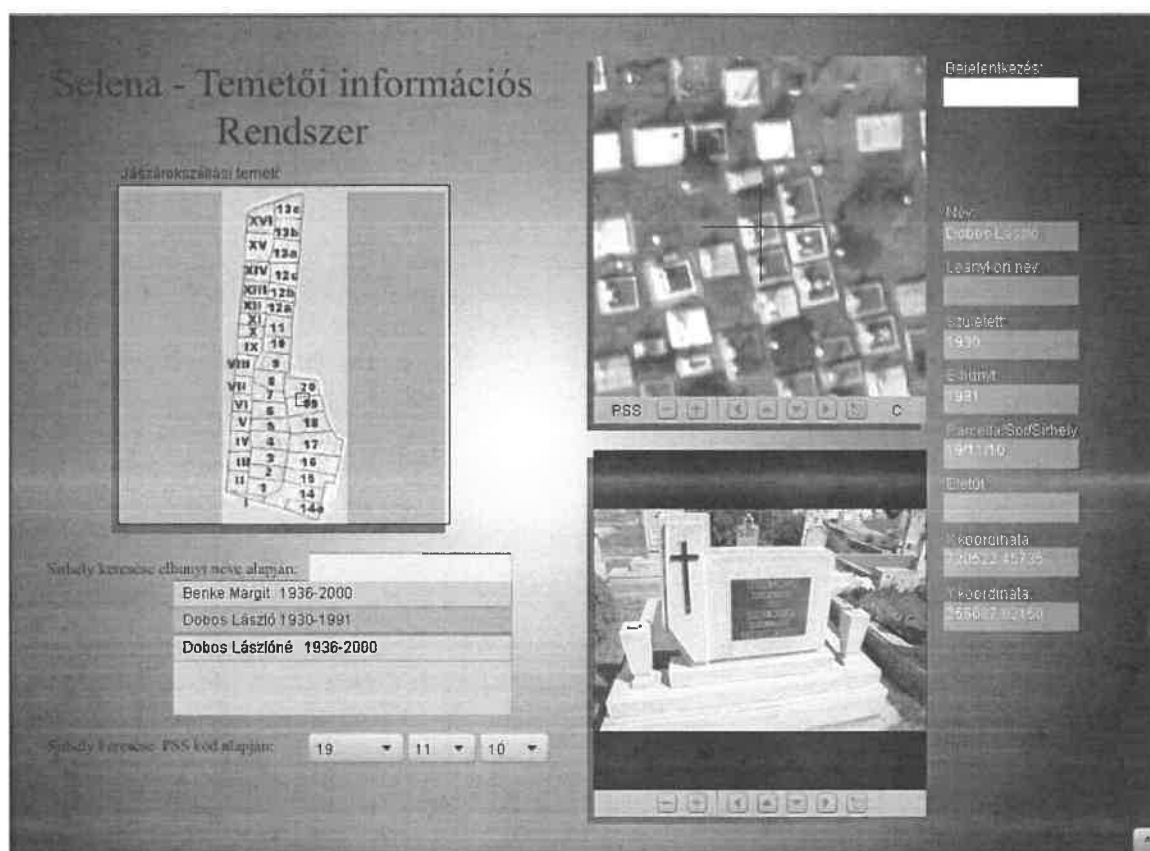 Selena - Temetői információs
Rendszer
Jászárokszállási temető:
XVI
13c
13b
XV
13a
XIV
12c
XIII
12b
XII
12a
XI
11
X
10
IX
VIII
9
8
20
VII
7
VI
6
V
5
18
IV
4
17
III
3
16
II
2
15
1
14
I
14a
Sírhely keresése elhunyt neve alapján:
Benke Margit 1936-2000
Dobos László 1930-1991
Dobos Lászlóné 1936-2000
Sírhely keresése PSS kód alapján:
19
11
10
PSS
C
Bejelentkezés:
Név:
Dobos László
Leánykori név:
Született:
1930
Elhunyt:
1991
Parcella/Sor/Sírhely
19/11/10
Életút
X koordináta
Y koordináta: